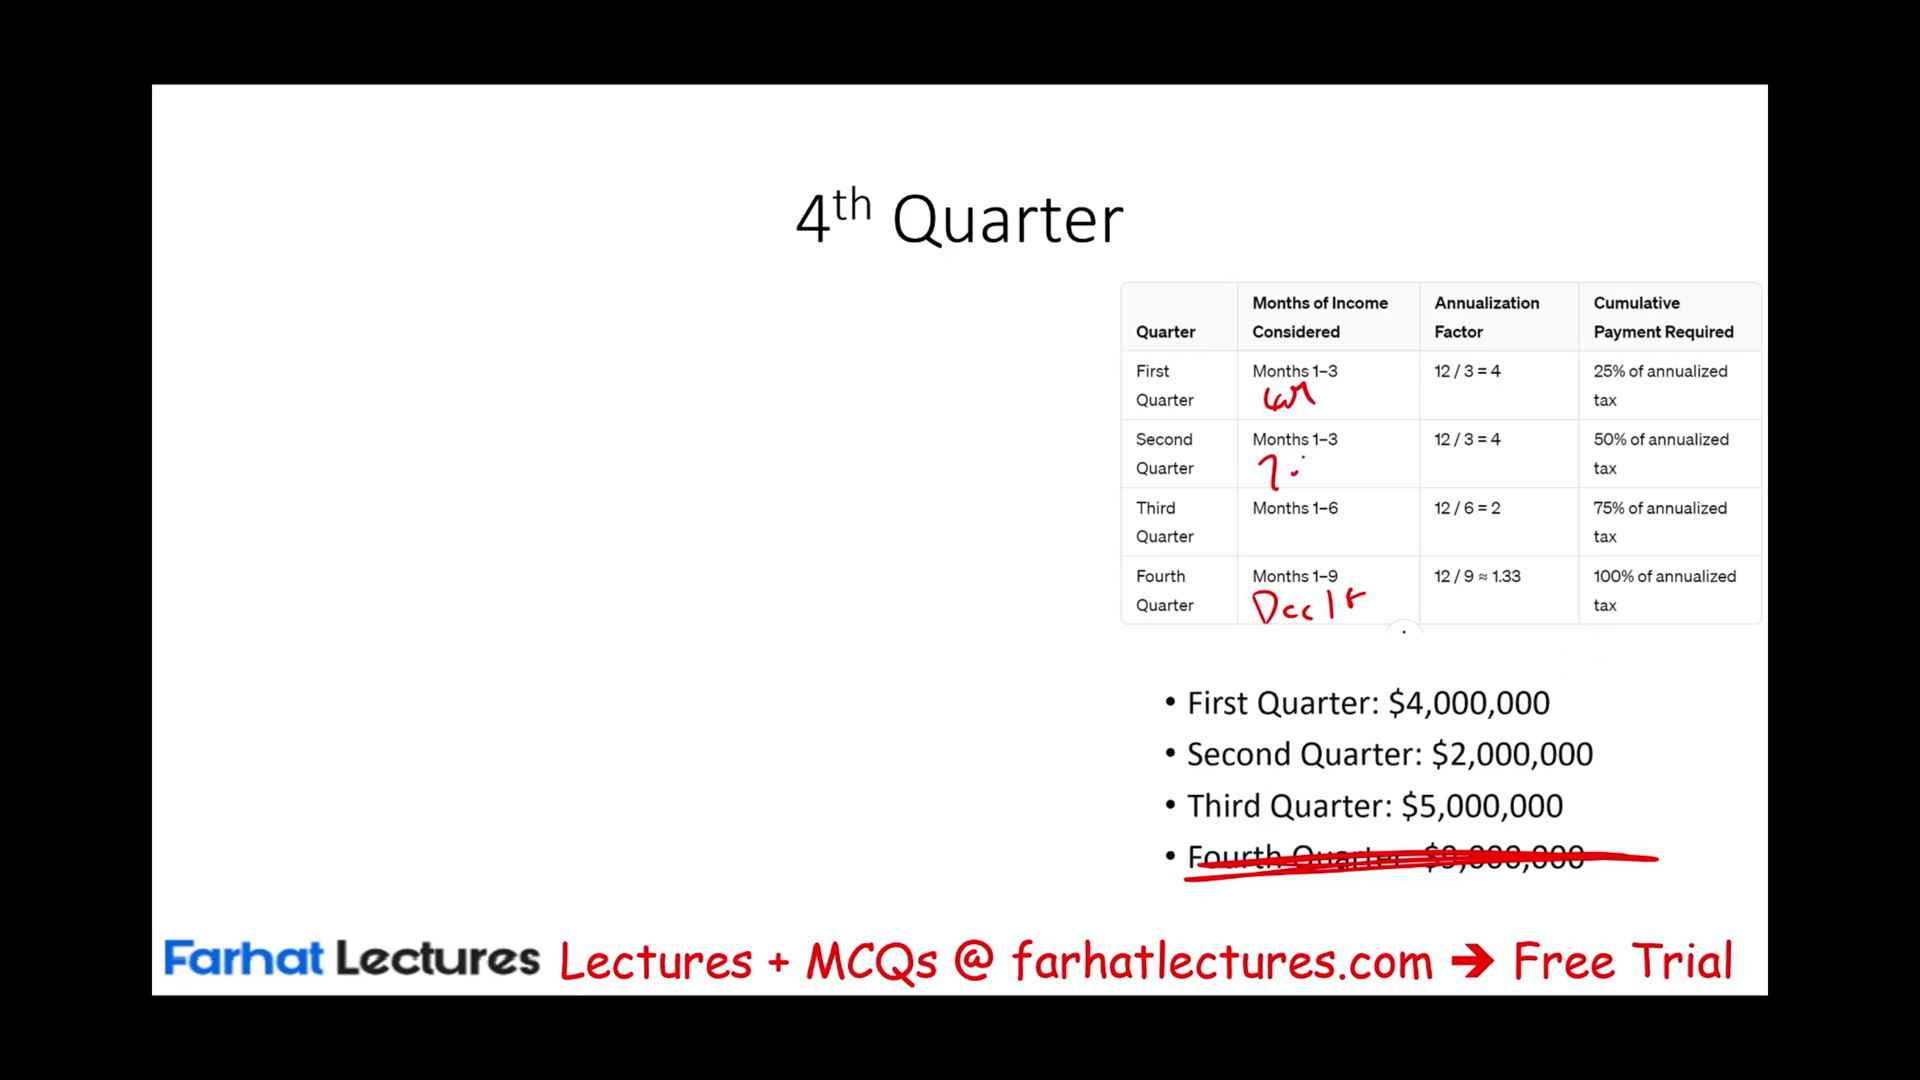 4th Quarter
Quarter Months of Income Considered Annualization Factor Cumulative Payment Required
First Quarter Months 1–3 12 / 3 = 4 25% of annualized tax
Second Quarter Months 1–3 12 / 3 = 4 50% of annualized tax
Third Quarter Months 1–6 12 / 6 = 2 75% of annualized tax
Fourth Quarter Months 1–9 12 / 9 ≈ 1.33 100% of annualized tax
Dec 15
• First Quarter: $4,000,000
• Second Quarter: $2,000,000
• Third Quarter: $5,000,000
• Fourth Quarter: $9,000,000
Farhat Lectures Lectures + MCQs @ farhatlectures.com ➔ Free Trial